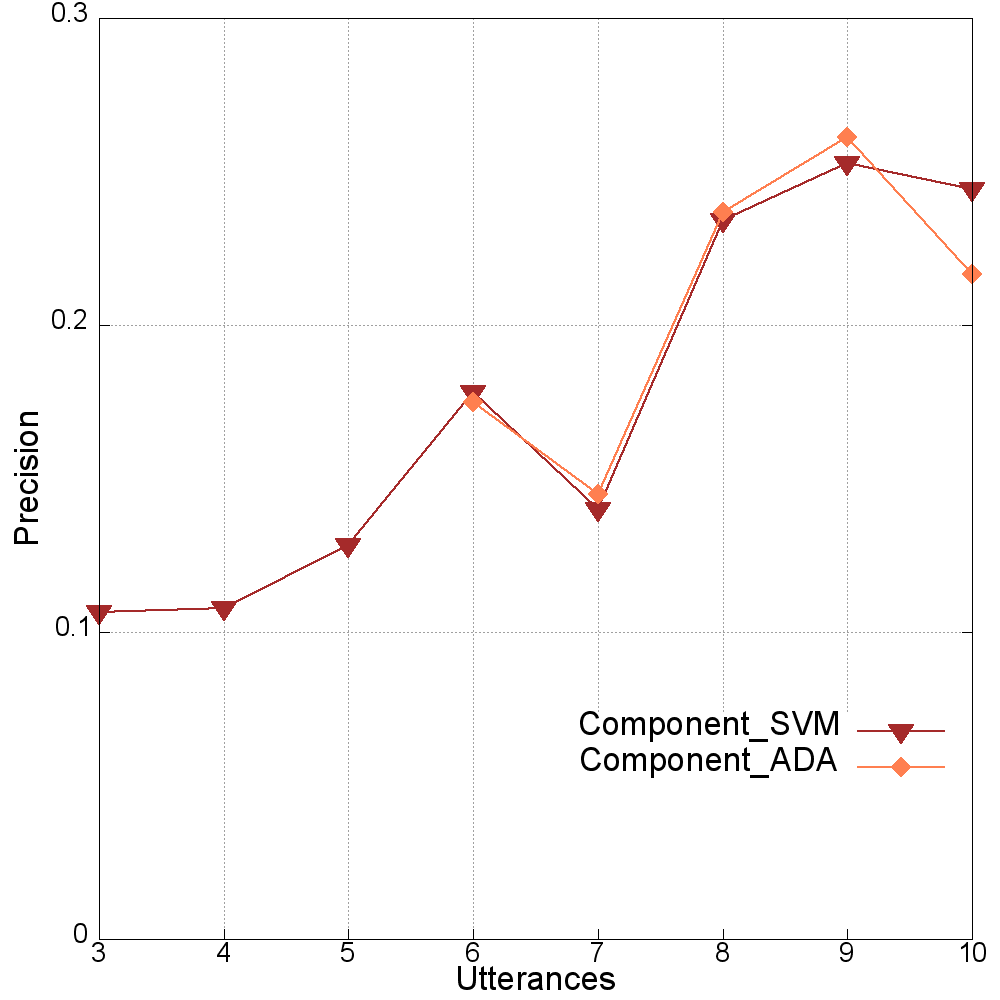 0.3
0.2
0.1
0
Precision
3 4 5 6 7 8 9 10
Utterances
Component_SVM
Component_ADA